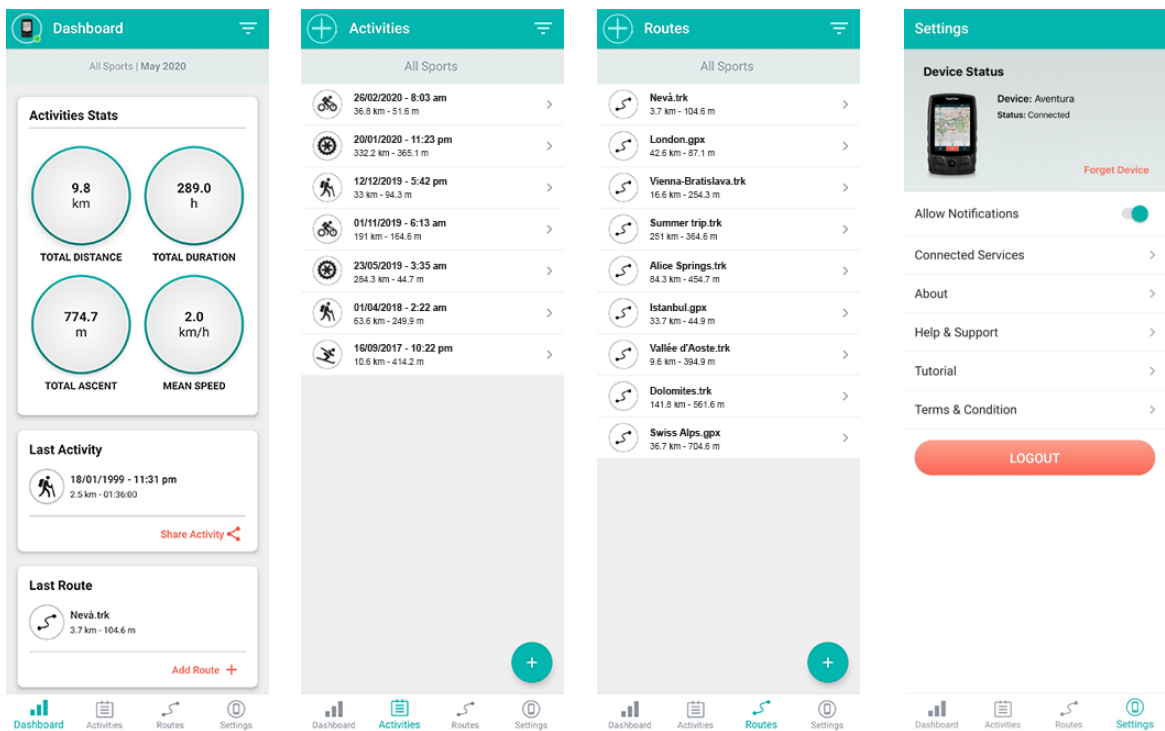 Dashboard
All Sports | May 2020
Activities Stats
9.8
km
TOTAL DISTANCE
289.0
h
TOTAL DURATION
774.7
m
TOTAL ASCENT
2.0
km/h
MEAN SPEED
Last Activity
18/01/1999 - 11:31 pm
2.5 km - 01:36:00
Share Activity
Last Route
Nevà.trk
3.7 km - 104.6 m
Add Route +
Dashboard
Activities
Routes
Settings
Activities
All Sports
26/02/2020 - 8:03 am
36.8 km - 51.6 m
20/01/2020 - 11:23 pm
332.2 km - 365.1 m
12/12/2019 - 5:42 pm
33 km - 94.3 m
01/11/2019 - 6:13 am
191 km - 164.6 m
23/05/2019 - 3:35 am
284.3 km - 44.7 m
01/04/2018 - 2:22 am
63.6 km - 249.9 m
16/09/2017 - 10:22 pm
10.6 km - 414.2 m
+
Dashboard
Activities
Routes
Settings
Routes
All Sports
Nevà.trk
3.7 km - 104.6 m
London.gpx
42.6 km - 87.1 m
Vienna-Bratislava.trk
16.6 km - 254.3 m
Summer trip.trk
251 km - 364.6 m
Alice Springs.trk
84.3 km - 454.7 m
Istanbul.gpx
33.7 km - 44.9 m
Vallée d'Aoste.trk
9.6 km - 394.9 m
Dolomites.trk
141.8 km - 561.6 m
Swiss Alps.gpx
36.7 km - 704.6 m
+
Dashboard
Activities
Routes
Settings
Settings
Device Status
Device: Aventura
Status: Connected
Forget Device
Allow Notifications
Connected Services
About
Help & Support
Tutorial
Terms & Condition
LOGOUT
Dashboard
Activities
Routes
Settings